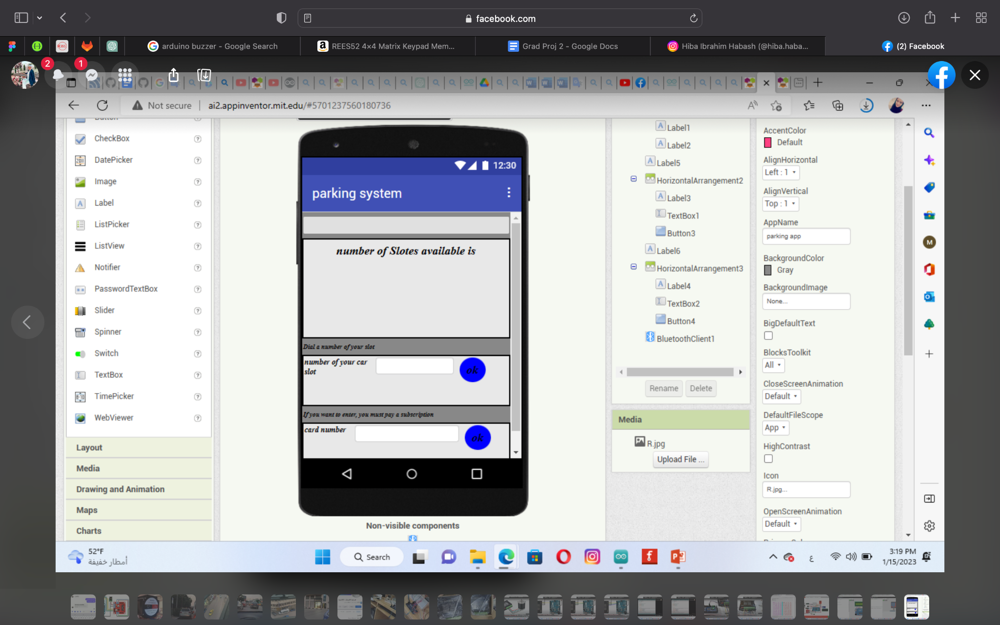 facebook.com
arduino buzzer - Google Search
REES52 4×4 Matrix Keypad Mem...
Grad Proj 2 - Google Docs
Hiba Ibrahim Habash (@hiba.haba...
(2) Facebook
2
1
Not secure
ai2.appinventor.mit.edu/#5701237560180736
CheckBox
DatePicker
Image
Label
ListPicker
ListView
Notifier
PasswordTextBox
Slider
Spinner
Switch
TextBox
TimePicker
WebViewer
Layout
Media
Drawing and Animation
Maps
Charts
12:30
parking system
number of Slotes available is
Dial a number of your slot
number of your car
slot
ok
If you want to enter, you must pay a subscription
card number
ok
Non-visible components
Label1
Label2
Label5
HorizontalArrangement2
Label3
TextBox1
Button3
Label6
HorizontalArrangement3
Label4
TextBox2
Button4
BluetoothClient1
Rename
Delete
Media
R.jpg
Upload File ...
AccentColor
Default
AlignHorizontal
Left : 1
AlignVertical
Top : 1
AppName
parking app
BackgroundColor
Gray
BackgroundImage
None...
BigDefaultText
BlocksToolkit
All
CloseScreenAnimation
Default
DefaultFileScope
App
HighContrast
Icon
R.jpg...
OpenScreenAnimation
Default
M
52°F
أمطار خفيفة
Search
ع
3:19 PM
1/15/2023